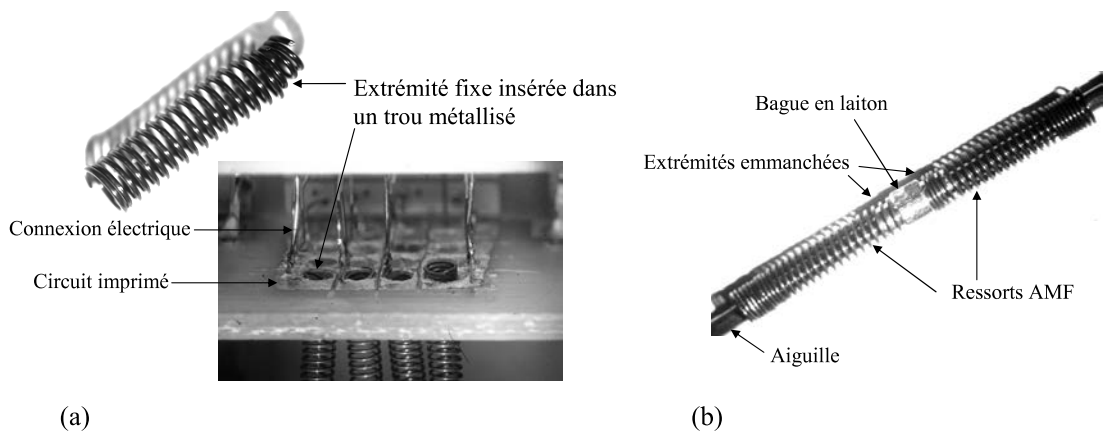 Extrémité fixe insérée dans
un trou métallisé
Connexion électrique
Circuit imprimé
(a)
Bague en laiton
Extrémités emmanchées
Ressorts AMF
Aiguille
(b)